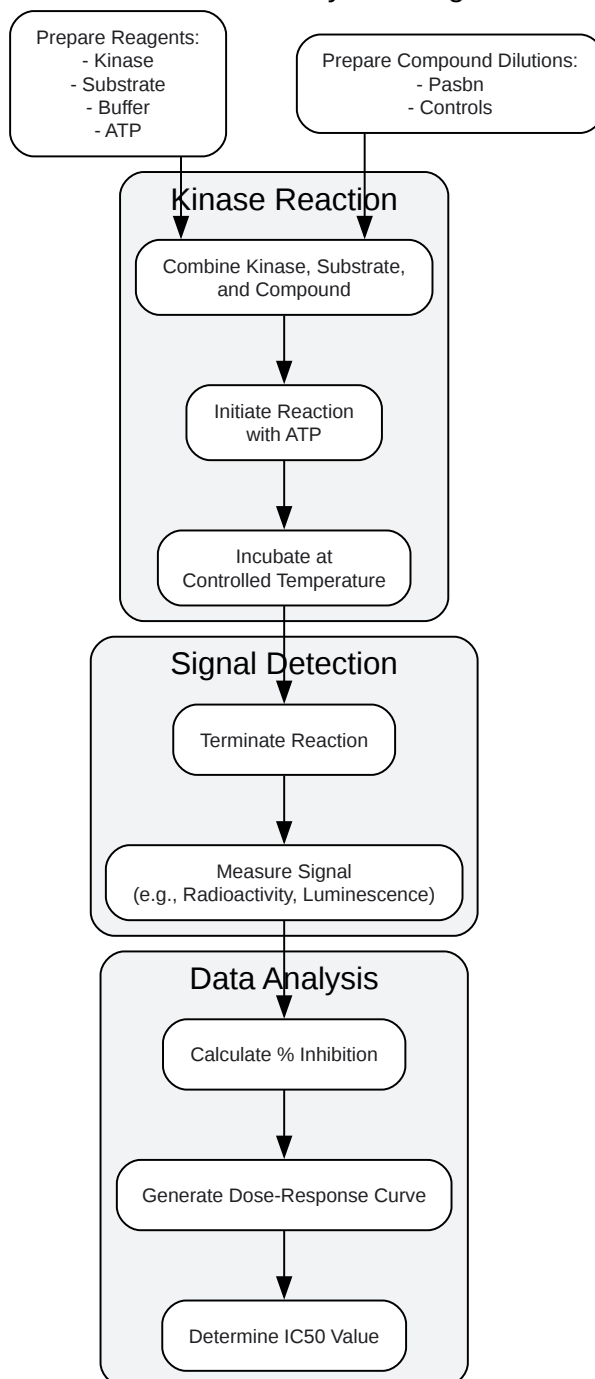 Prepare Reagents:
- Kinase
- Substrate
- Buffer
- ATP
Prepare Compound Dilutions:
- Pasbn
- Controls
Kinase Reaction
Combine Kinase, Substrate,
and Compound
Initiate Reaction
with ATP
Incubate at
Controlled Temperature
Signal Detection
Terminate Reaction
Measure Signal
(e.g., Radioactivity, Luminescence)
Data Analysis
Calculate % Inhibition
Generate Dose-Response Curve
Determine IC50 Value